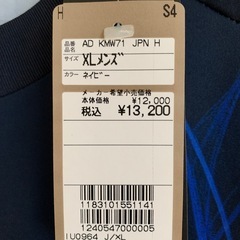 H S4
品番 AD KMW71 JPN H
サイズ XLメンズ
カラー ネイビー
メーカー希望小売価格
本体価格 ¥12,000
税込 ¥13,200
1183101551141
1240547000005
IU0964 J/XL